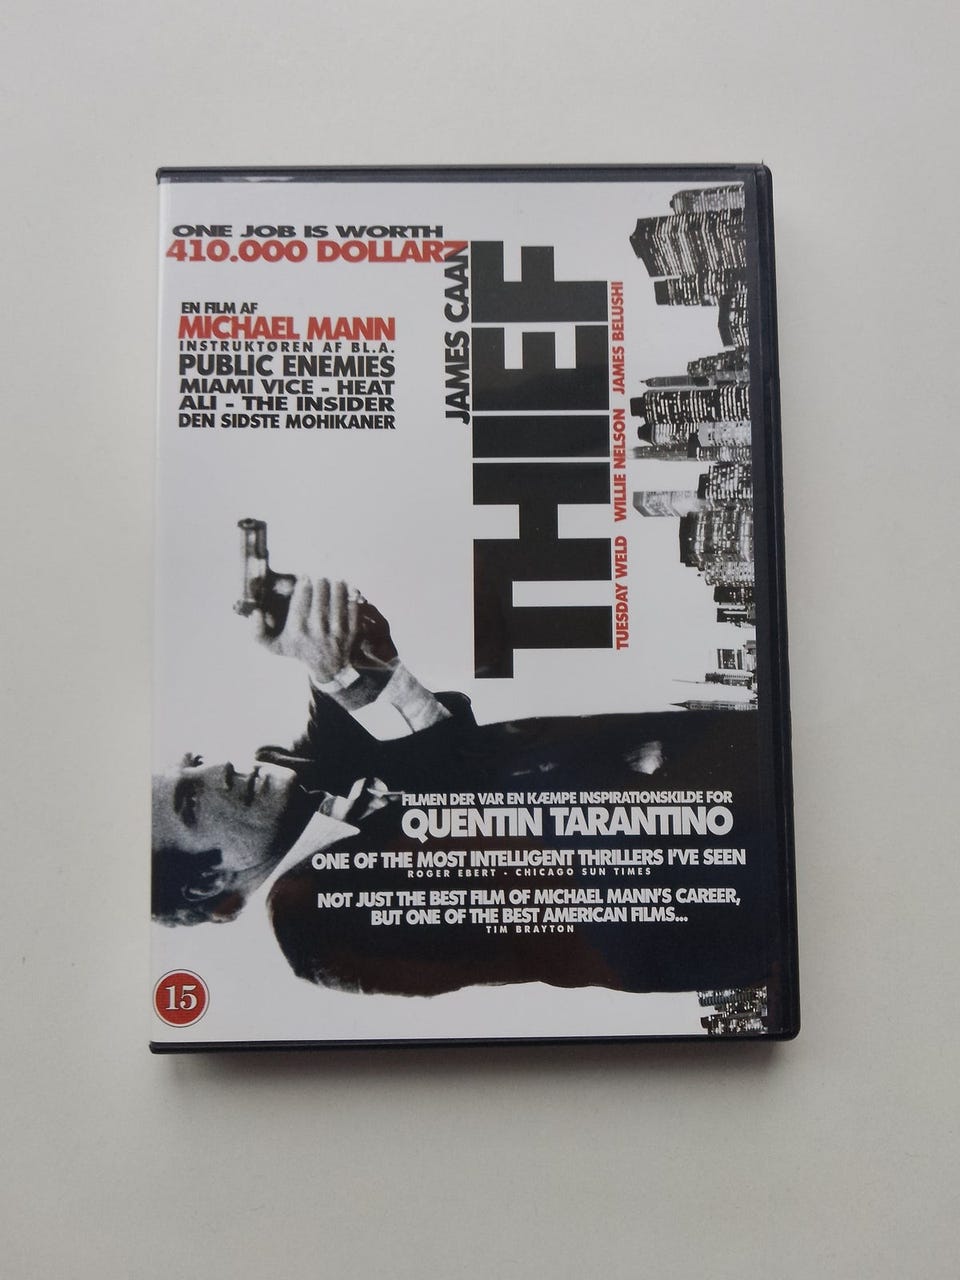 ONE JOB IS WORTH
410.000 DOLLARZ
EN FILM AF
MICHAEL MANN
INSTRUKTØREN AF BL.A.
PUBLIC ENEMIES
MIAMI VICE - HEAT
ALI - THE INSIDER
DEN SIDSTE MOHIKANER
JAMES CAAN
THIEF
TUESDAY WELD WILLIE NELSON JAMES BELUSHI
FILMEN DER VAR EN KÆMPE INSPIRATIONSKILDE FOR
QUENTIN TARANTINO
ONE OF THE MOST INTELLIGENT THRILLERS I'VE SEEN
ROGER EBERT - CHICAGO SUN TIMES
NOT JUST THE BEST FILM OF MICHAEL MANN'S CAREER,
BUT ONE OF THE BEST AMERICAN FILMS...
TIM BRAYTON
15